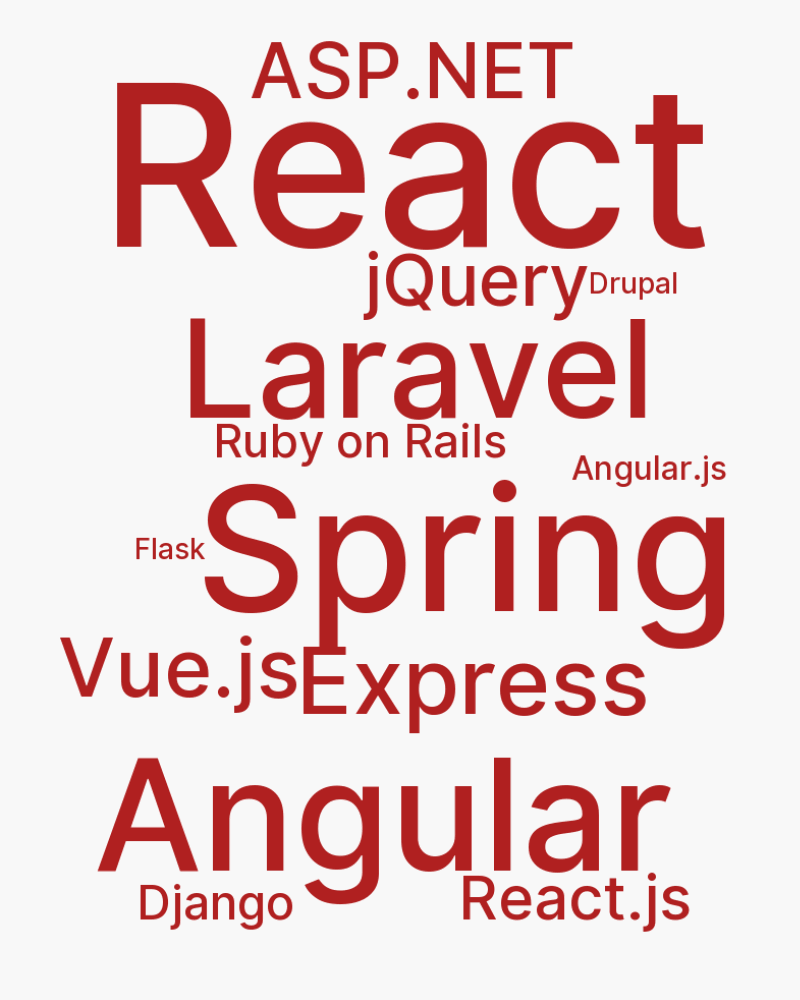 ASP.NET
React
jQuery
Drupal
Laravel
Ruby on Rails
Angular.js
Spring
Flask
Vue.js
Express
Angular
Django
React.js